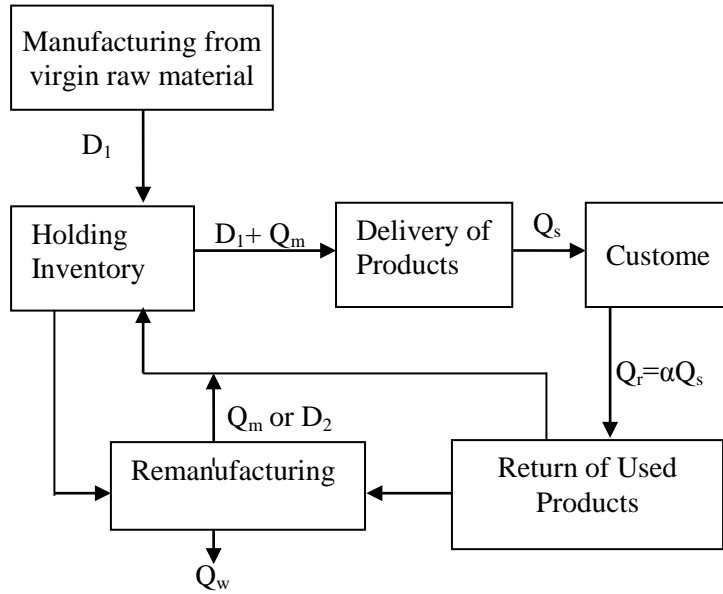 Manufacturing from
virgin raw material
D₁
Holding
Inventory
D₁+ Qₘ
Delivery of
Products
Qₛ
Custome
Qᵣ=αQₛ
Qₘ or D₂
Remanufacturing
Return of Used
Products
Q_w